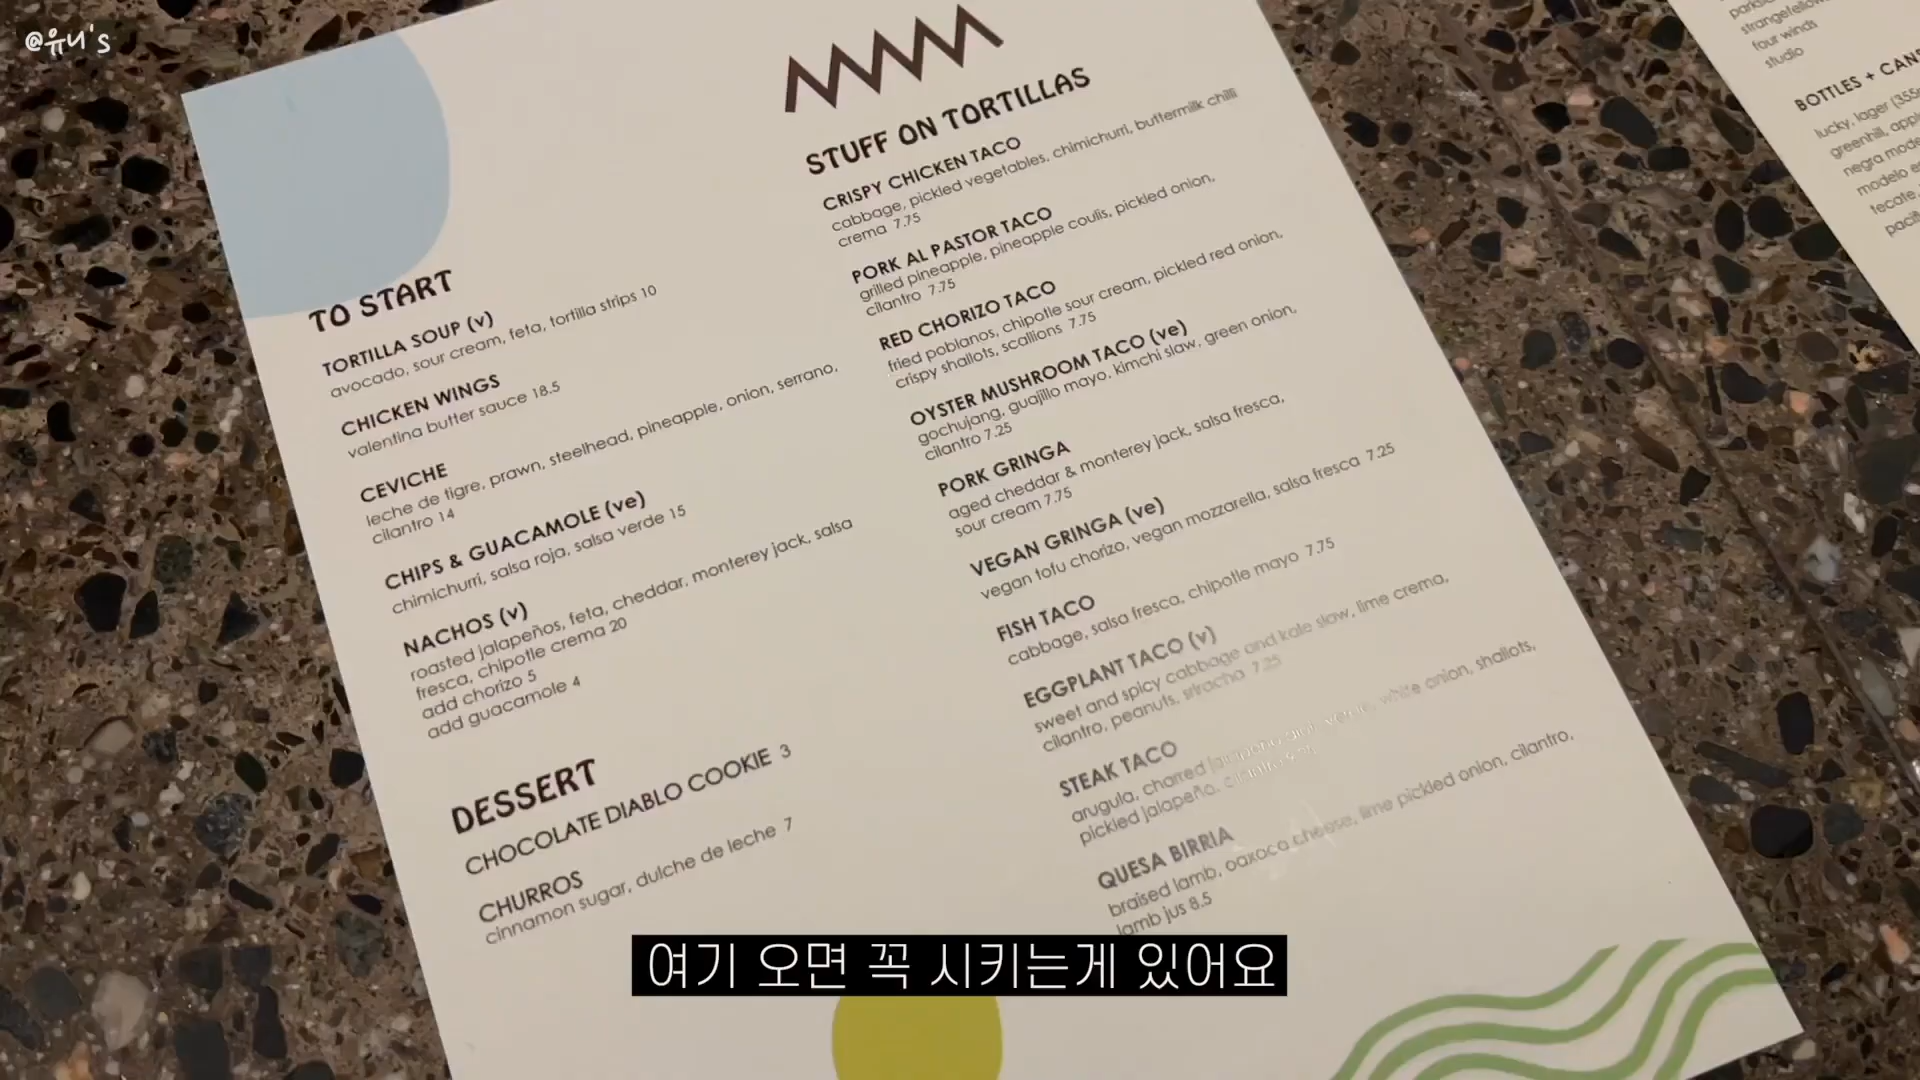 @유니's
TO START
TORTILLA SOUP (v)
avocado, sour cream, feta, tortilla strips 10
CHICKEN WINGS
valentina butter sauce 18.5
CEVICHE
leche de tigre, prawn, steelhead, pineapple, onion, serrano,
cilantro 14
CHIPS & GUACAMOLE (ve)
chimichurri, salsa roja, salsa verde 15
NACHOS (v)
roasted jalapeños, feta, cheddar, monterey jack, salsa
fresca, chipotle crema 20
add chorizo 5
add guacamole 4
DESSERT
CHOCOLATE DIABLO COOKIE 3
CHURROS
cinnamon sugar, dulche de leche 7
STUFF ON TORTILLAS
CRISPY CHICKEN TACO
cabbage, pickled vegetables, chimichurri, buttermilk chilli
crema 7.75
PORK AL PASTOR TACO
grilled pineapple, pineapple coulis, pickled onion,
cilantro 7.75
RED CHORIZO TACO
fried poblanos, chipotle sour cream, pickled red onion,
crispy shallots, scallions 7.75
OYSTER MUSHROOM TACO (ve)
gochujang, guajillo mayo, kimchi slaw, green onion,
cilantro 7.25
PORK GRINGA
aged cheddar & monterey jack, salsa fresca,
sour cream 7.75
VEGAN GRINGA (ve)
vegan tofu chorizo, vegan mozzarella, salsa fresca 7.25
FISH TACO
cabbage, salsa fresca, chipotle mayo 7.75
EGGPLANT TACO (v)
sweet and spicy cabbage and kale slaw, lime crema,
cilantro, peanuts, sriracha 7.25
STEAK TACO
arugula, charred white onion, shallots,
pickled jalapeño,
QUESA BIRRIA
braised lamb, oaxaca cheese, lime pickled onion, cilantro,
lamb jus 8.5
four winds
studio
BOTTLES + CANS
lucky, lager
greenhill,
negra
modelo
tecate,
여기 오면 꼭 시키는게 있어요